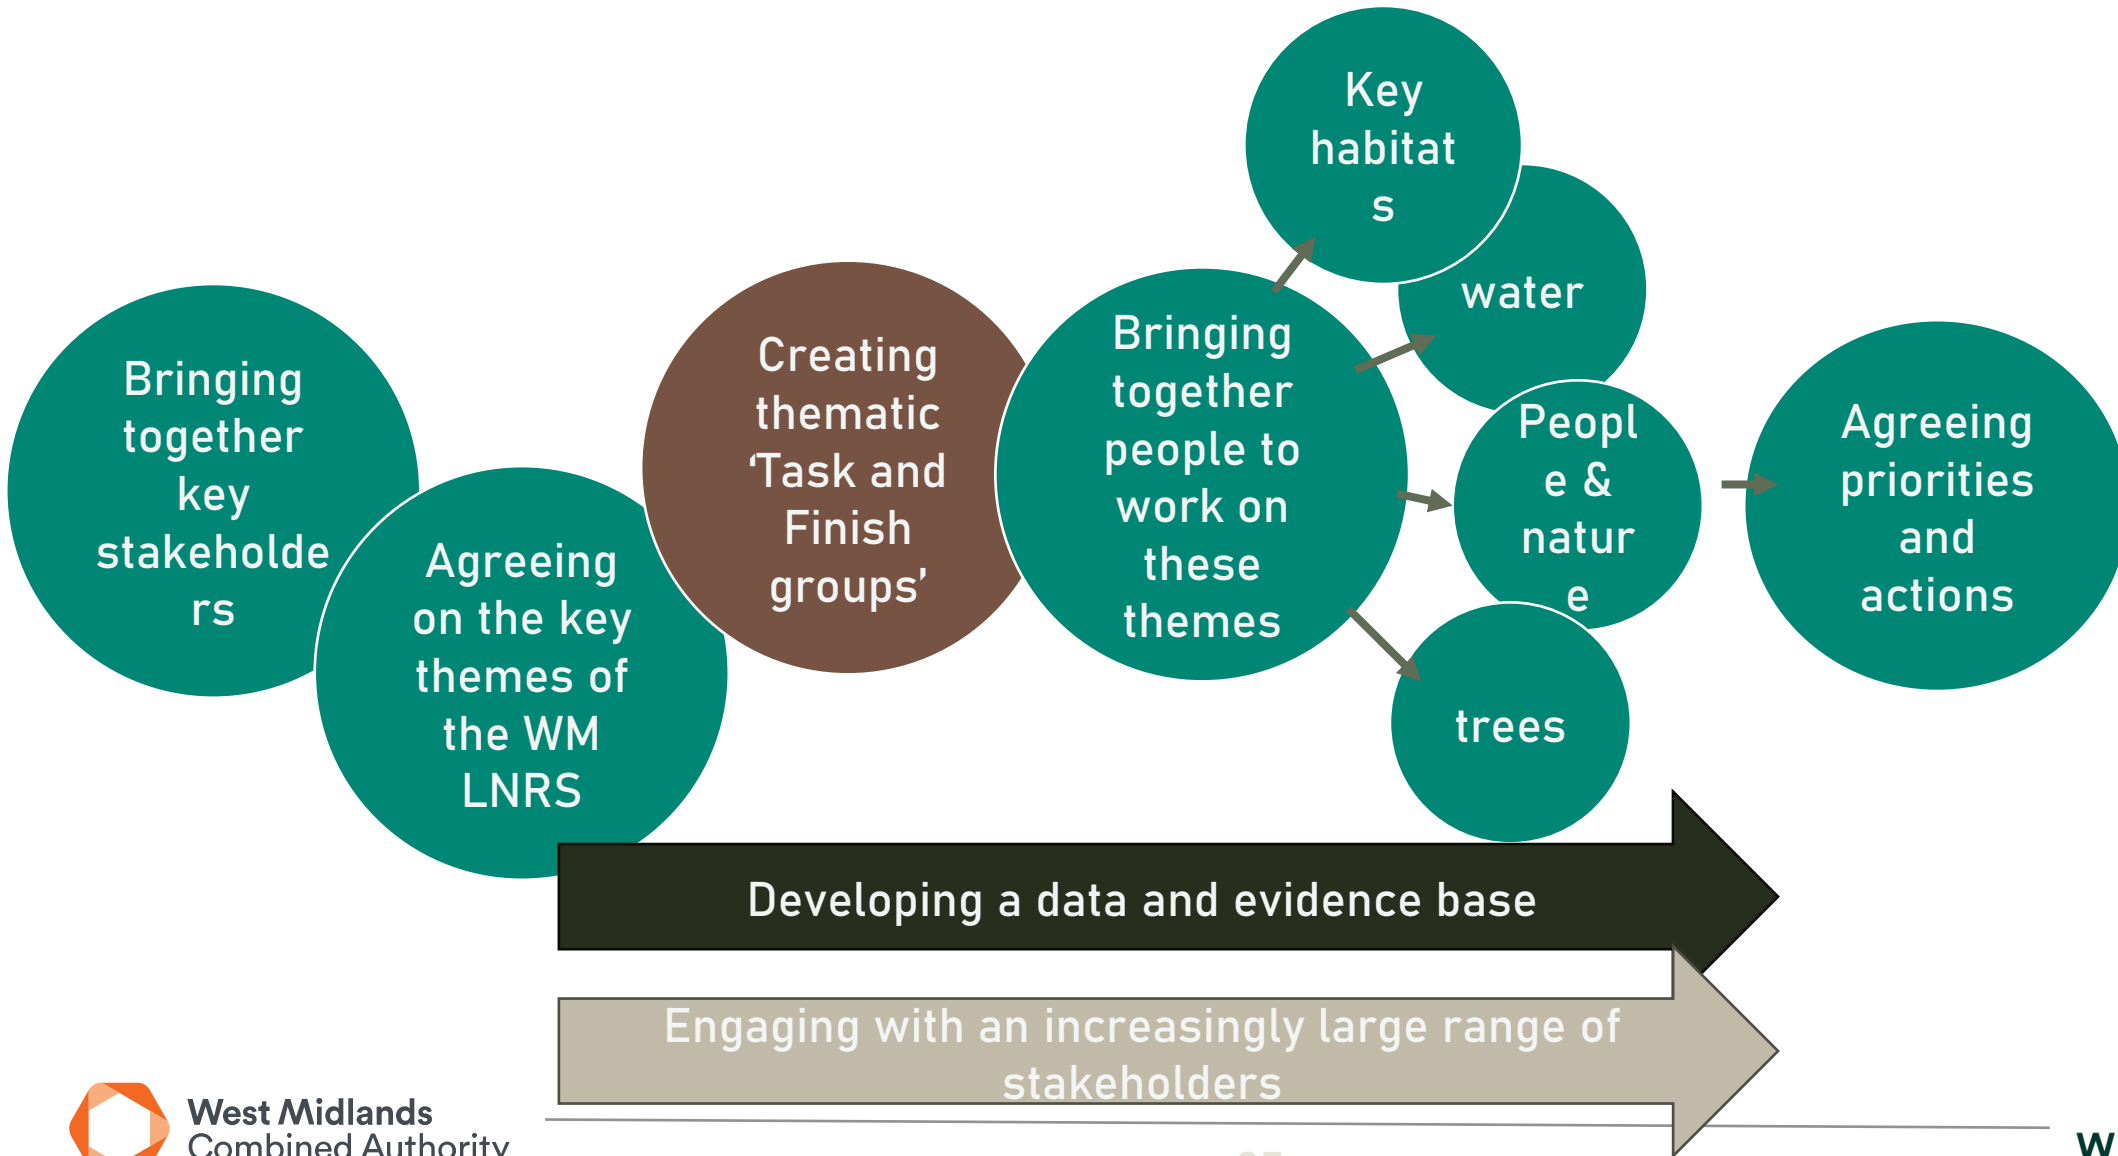 Bringing
together
key
stakeholde
rs
Agreeing
on the key
themes of
the WM
LNRS
Creating
thematic
‘Task and
Finish
groups’
Bringing
together
people to
work on
these
themes
Key
habitat
s
water
Peopl
e &
natur
e
trees
Agreeing
priorities
and
actions
Developing a data and evidence base
Engaging with an increasingly large range of
stakeholders
West Midlands
Combined Authority
w